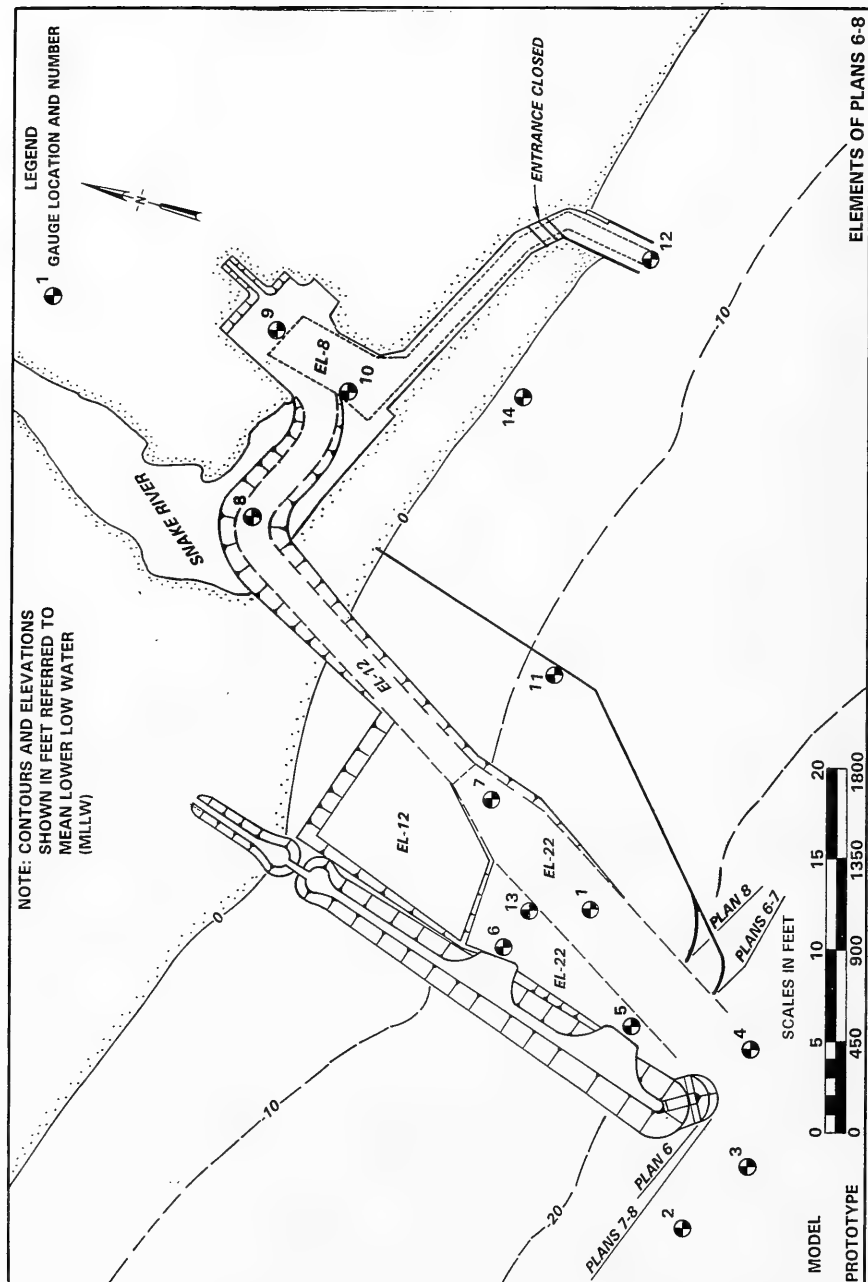 NOTE: CONTOURS AND ELEVATIONS
SHOWN IN FEET REFERRED TO
MEAN LOWER LOW WATER
(MLLW)
LEGEND
1
GAUGE LOCATION AND NUMBER
N
SNAKE RIVER
9
EL-8
10
8
ENTRANCE CLOSED
12
14
0
0
-10
EL-12
11
EL-12
7
EL-22
13
1
6
EL-22
5
-10
-20
PLAN 8
PLANS 6-7
4
3
2
PLAN 6
PLANS 7-8
SCALES IN FEET
MODEL
0 5 10 15 20
PROTOTYPE
0 450 900 1350 1800
ELEMENTS OF PLANS 6-8